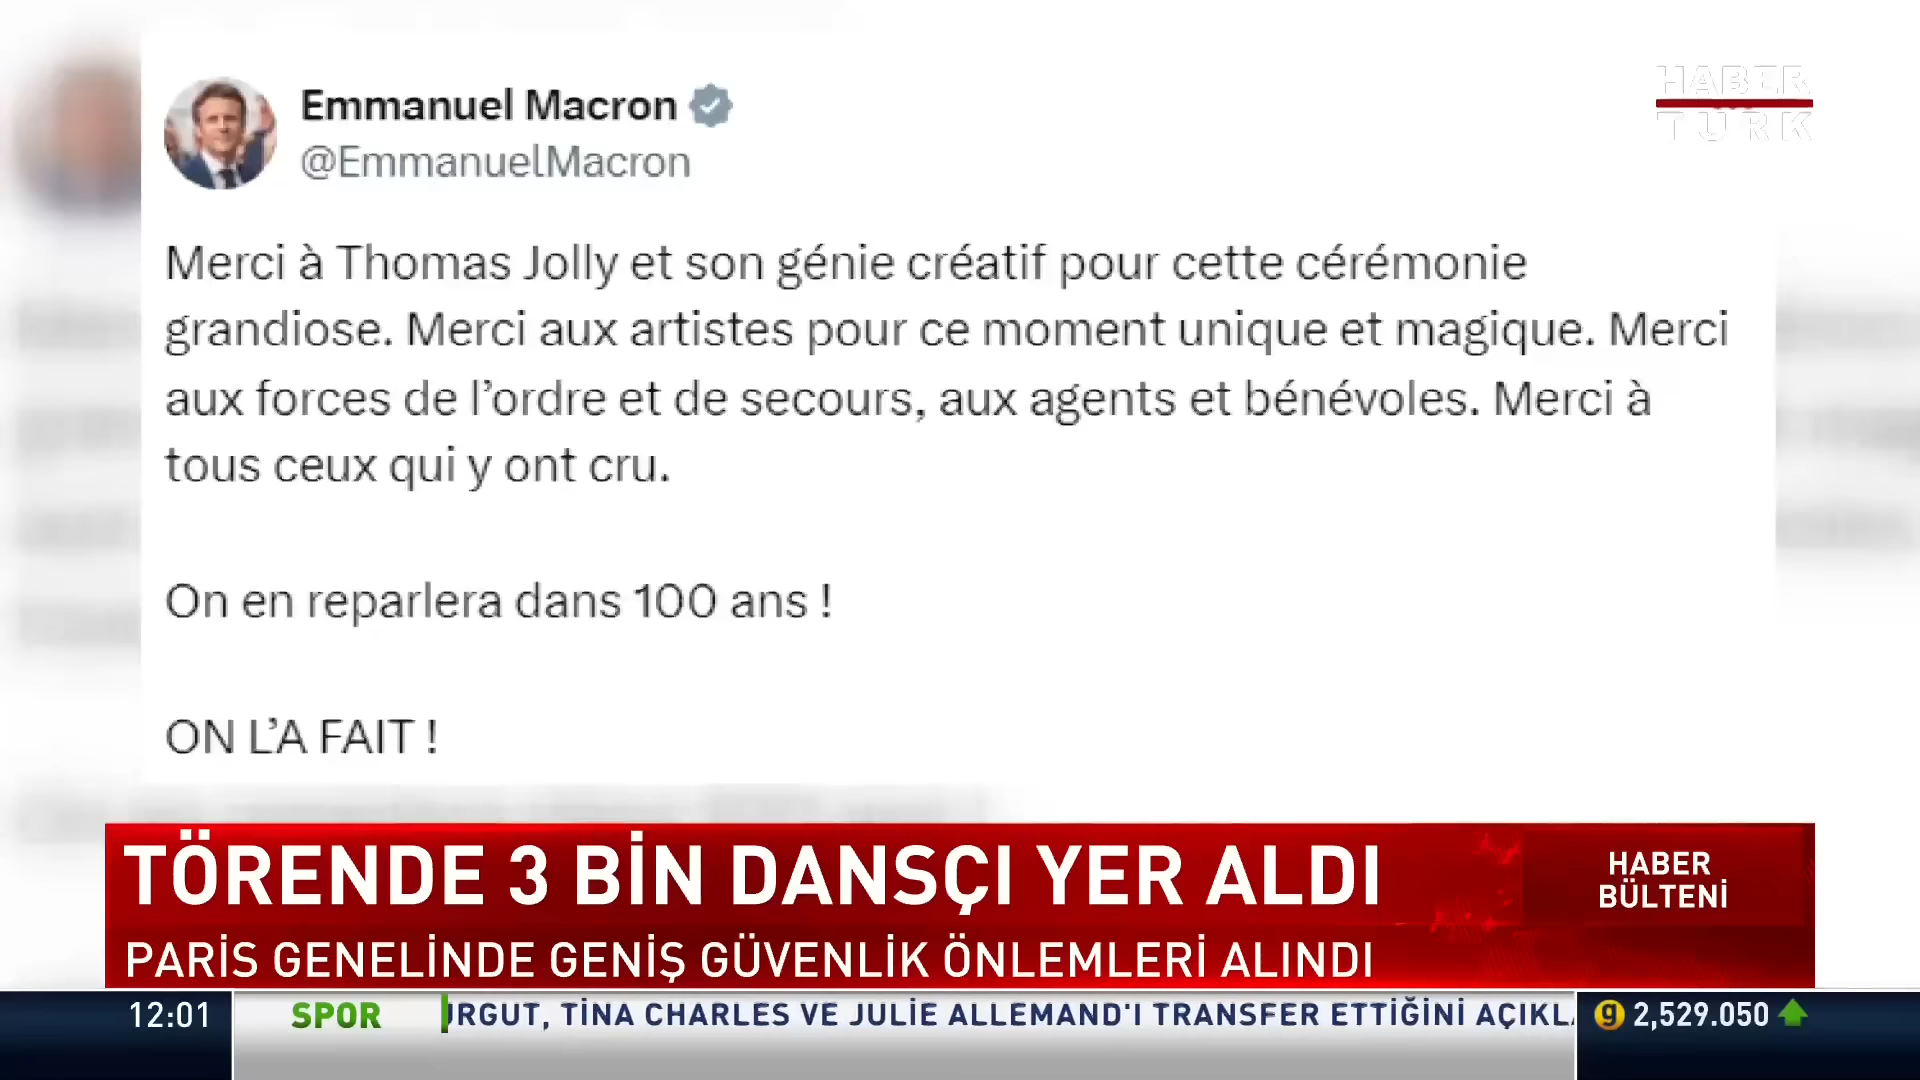 Emmanuel Macron
@EmmanuelMacron
HABER
TÜRK
Merci à Thomas Jolly et son génie créatif pour cette cérémonie
grandiose. Merci aux artistes pour ce moment unique et magique. Merci
aux forces de l’ordre et de secours, aux agents et bénévoles. Merci à
tous ceux qui y ont cru.
On en reparlera dans 100 ans !
ON L’A FAIT !
TÖRENDE 3 BİN DANSÇI YER ALDI
PARİS GENELİNDE GENİŞ GÜVENLİK ÖNLEMLERİ ALINDI
HABER
BÜLTENİ
12:01
SPOR
URGUT, TİNA CHARLES VE JULİE ALLEMAND'I TRANSFER ETTİĞİNİ AÇIKL
g 2,529.050